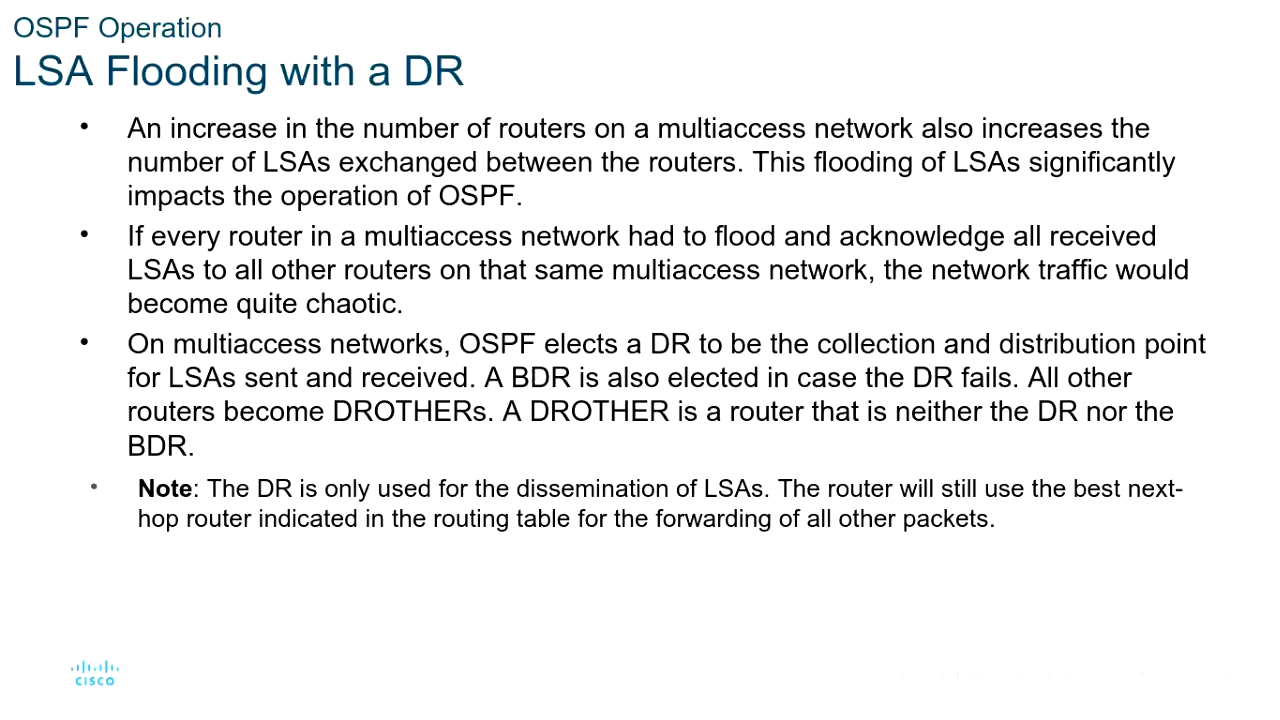 OSPF Operation
LSA Flooding with a DR
• An increase in the number of routers on a multiaccess network also increases the
number of LSAs exchanged between the routers. This flooding of LSAs significantly
impacts the operation of OSPF.
• If every router in a multiaccess network had to flood and acknowledge all received
LSAs to all other routers on that same multiaccess network, the network traffic would
become quite chaotic.
• On multiaccess networks, OSPF elects a DR to be the collection and distribution point
for LSAs sent and received. A BDR is also elected in case the DR fails. All other
routers become DROTHERs. A DROTHER is a router that is neither the DR nor the
BDR.
• Note: The DR is only used for the dissemination of LSAs. The router will still use the best next-
hop router indicated in the routing table for the forwarding of all other packets.
CISCO